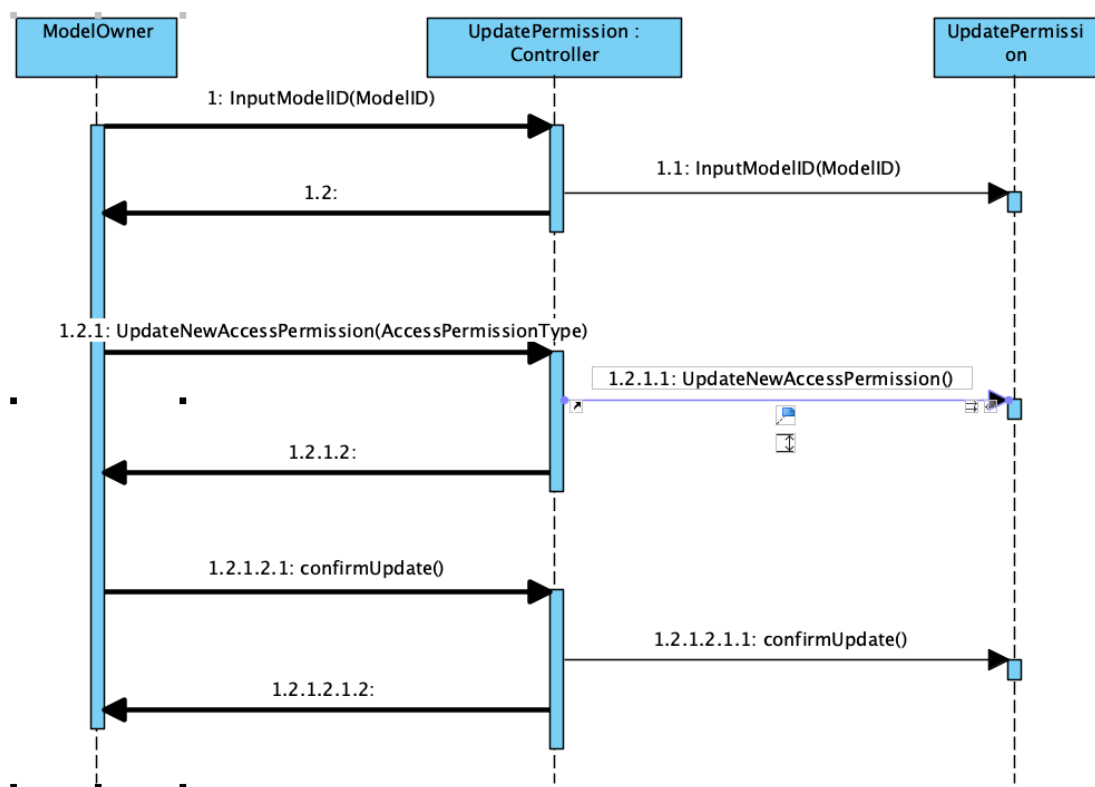 ModelOwner
UpdatePermission :
Controller
UpdatePermissi
on
1: InputModelID(ModelID)
1.1: InputModelID(ModelID)
1.2:
1.2.1: UpdateNewAccessPermission(AccessPermissionType)
1.2.1.1: UpdateNewAccessPermission()
1.2.1.2:
1.2.1.2.1: confirmUpdate()
1.2.1.2.1.1: confirmUpdate()
1.2.1.2.1.2: